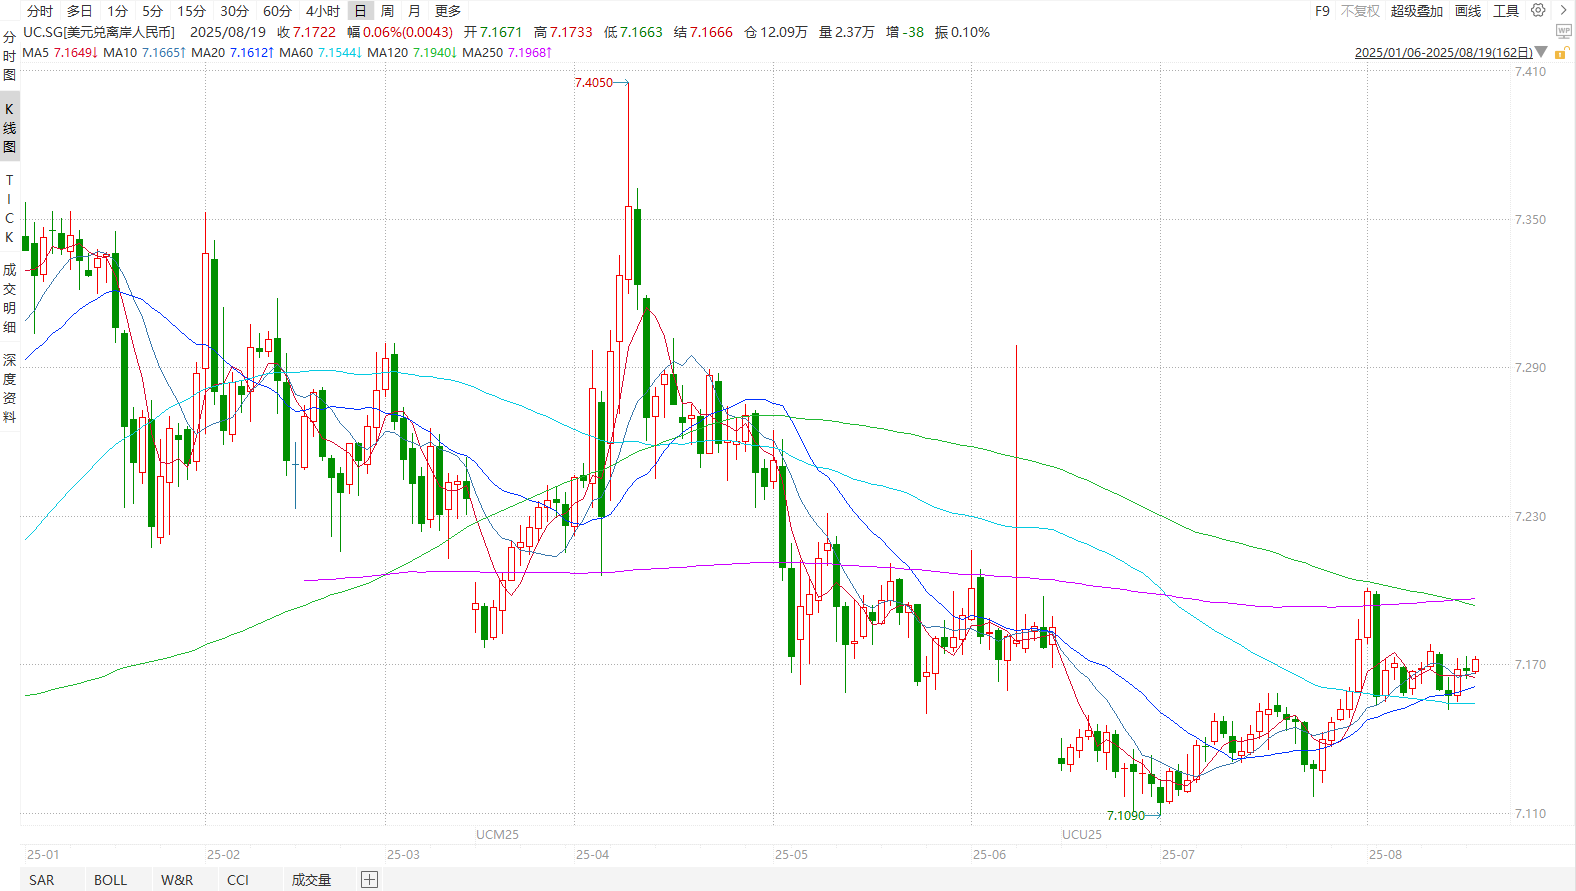 分时 多日 1分 5分 15分 30分 60分 4小时 日 周 月 更多 F9 不复权 超级叠加 画线 工具
UC.SG[美元兑离岸人民币] 2025/08/19 收7.1722 幅0.06%(0.0043) 开7.1671 高7.1733 低7.1663 结7.1666 仓12.09万 量2.37万 增-38 振0.10%
MA5 7.1649↓ MA10 7.1665↑ MA20 7.1612↑ MA60 7.1544↓ MA120 7.1940↓ MA250 7.1968↑ 2025/01/06-2025/08/19(162日)
WP
分时图
K线图
TICK
成交明细
深度资料
7.410
7.4050
7.350
7.290
7.230
7.170
7.110
7.1090
UCM25 UCU25
25-01 25-02 25-03 25-04 25-05 25-06 25-07 25-08
SAR BOLL W&R CCI 成交量